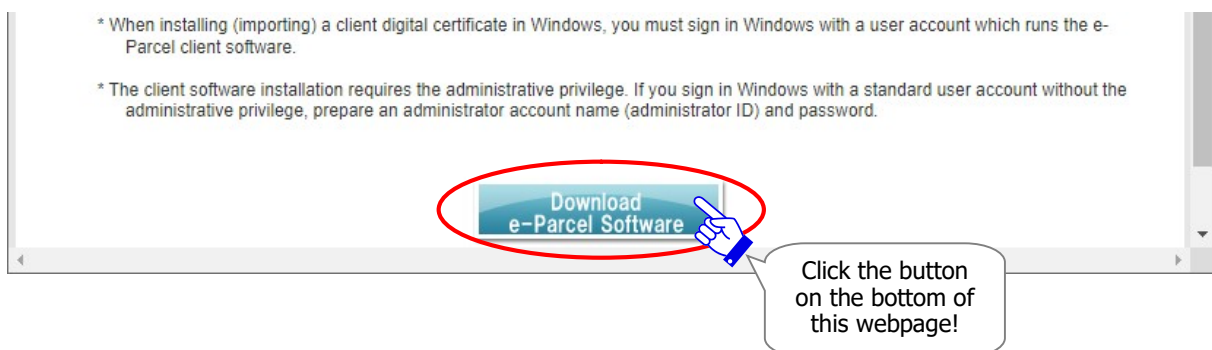 * When installing (importing) a client digital certificate in Windows, you must sign in Windows with a user account which runs the e-
Parcel client software.
* The client software installation requires the administrative privilege. If you sign in Windows with a standard user account without the
administrative privilege, prepare an administrator account name (administrator ID) and password.
Download
e-Parcel Software
Click the button
on the bottom of
this webpage!